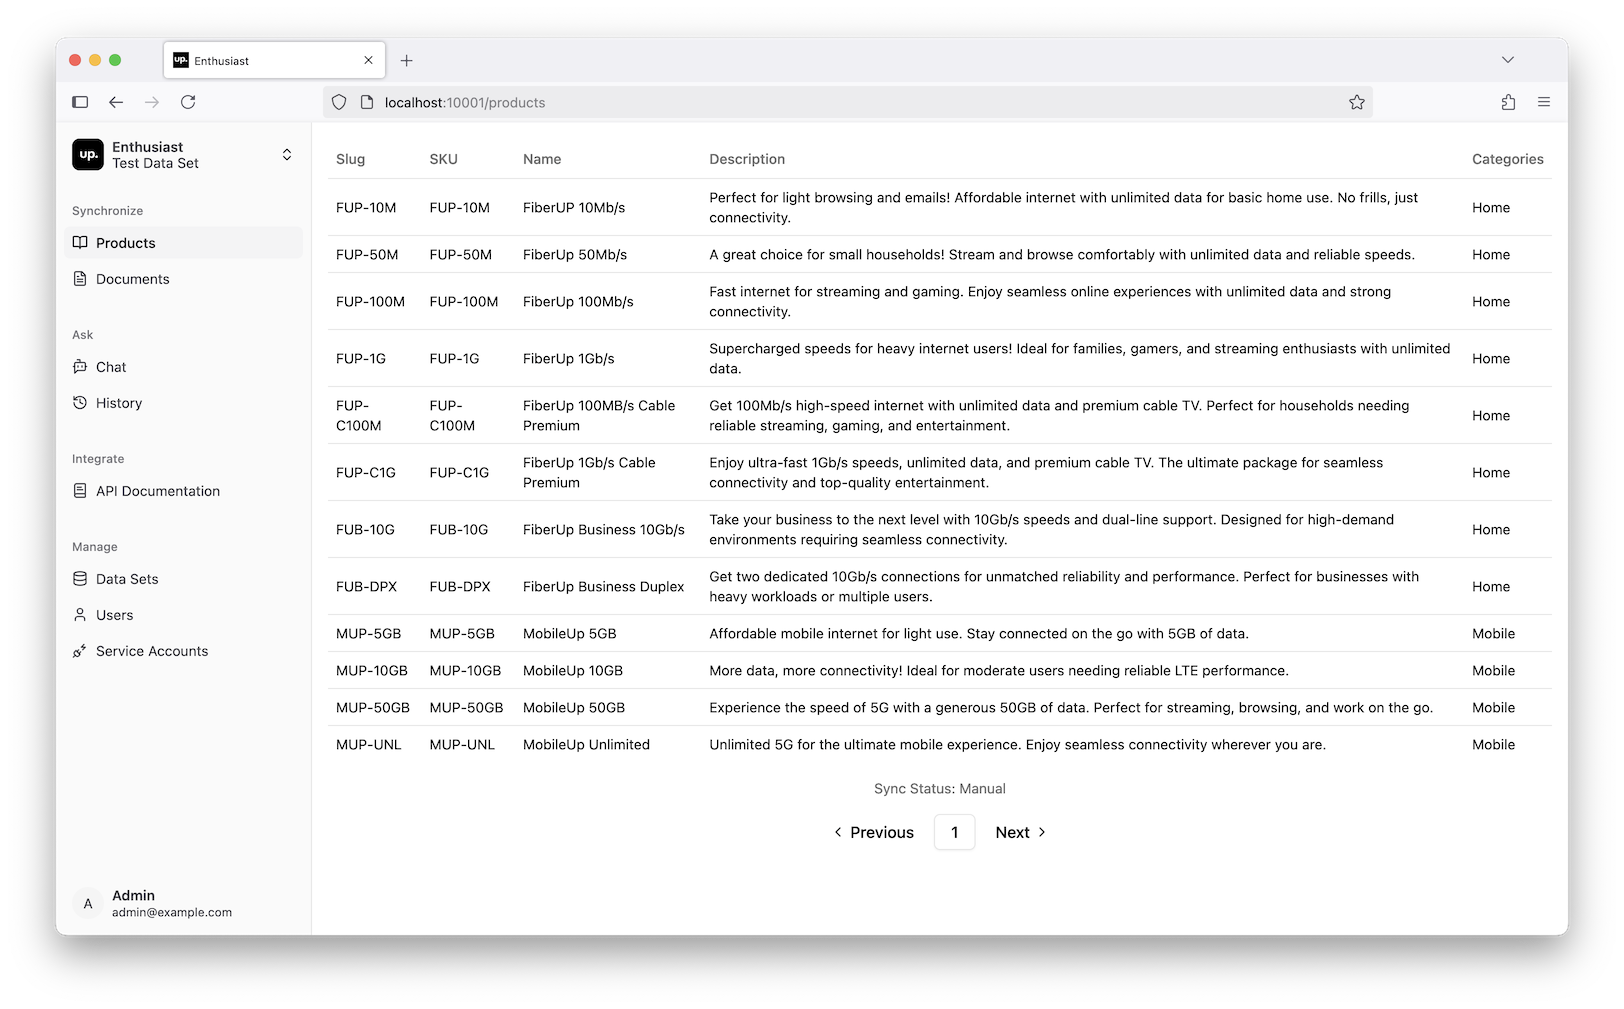 up. Enthusiast
localhost:10001/products
up.
Enthusiast
Test Data Set
Synchronize
Products
Documents
Ask
Chat
History
Integrate
API Documentation
Manage
Data Sets
Users
Service Accounts
A
Admin
admin@example.com
Slug SKU Name Description Categories
FUP-10M FUP-10M FiberUP 10Mb/s Perfect for light browsing and emails! Affordable internet with unlimited data for basic home use. No frills, just
connectivity. Home
FUP-50M FUP-50M FiberUp 50Mb/s A great choice for small households! Stream and browse comfortably with unlimited data and reliable speeds. Home
FUP-100M FUP-100M FiberUp 100Mb/s Fast internet for streaming and gaming. Enjoy seamless online experiences with unlimited data and strong
connectivity. Home
FUP-1G FUP-1G FiberUp 1Gb/s Supercharged speeds for heavy internet users! Ideal for families, gamers, and streaming enthusiasts with unlimited
data. Home
FUP- FUP- FiberUp 100MB/s Cable Get 100Mb/s high-speed internet with unlimited data and premium cable TV. Perfect for households needing
C100M C100M Premium reliable streaming, gaming, and entertainment. Home
FUP-C1G FUP-C1G FiberUp 1Gb/s Cable Enjoy ultra-fast 1Gb/s speeds, unlimited data, and premium cable TV. The ultimate package for seamless
Premium connectivity and top-quality entertainment. Home
FUB-10G FUB-10G FiberUp Business 10Gb/s Take your business to the next level with 10Gb/s speeds and dual-line support. Designed for high-demand
environments requiring seamless connectivity. Home
FUB-DPX FUB-DPX FiberUp Business Duplex Get two dedicated 10Gb/s connections for unmatched reliability and performance. Perfect for businesses with
heavy workloads or multiple users. Home
MUP-5GB MUP-5GB MobileUp 5GB Affordable mobile internet for light use. Stay connected on the go with 5GB of data. Mobile
MUP-10GB MUP-10GB MobileUp 10GB More data, more connectivity! Ideal for moderate users needing reliable LTE performance. Mobile
MUP-50GB MUP-50GB MobileUp 50GB Experience the speed of 5G with a generous 50GB of data. Perfect for streaming, browsing, and work on the go. Mobile
MUP-UNL MUP-UNL MobileUp Unlimited Unlimited 5G for the ultimate mobile experience. Enjoy seamless connectivity wherever you are. Mobile
Sync Status: Manual
Previous 1 Next